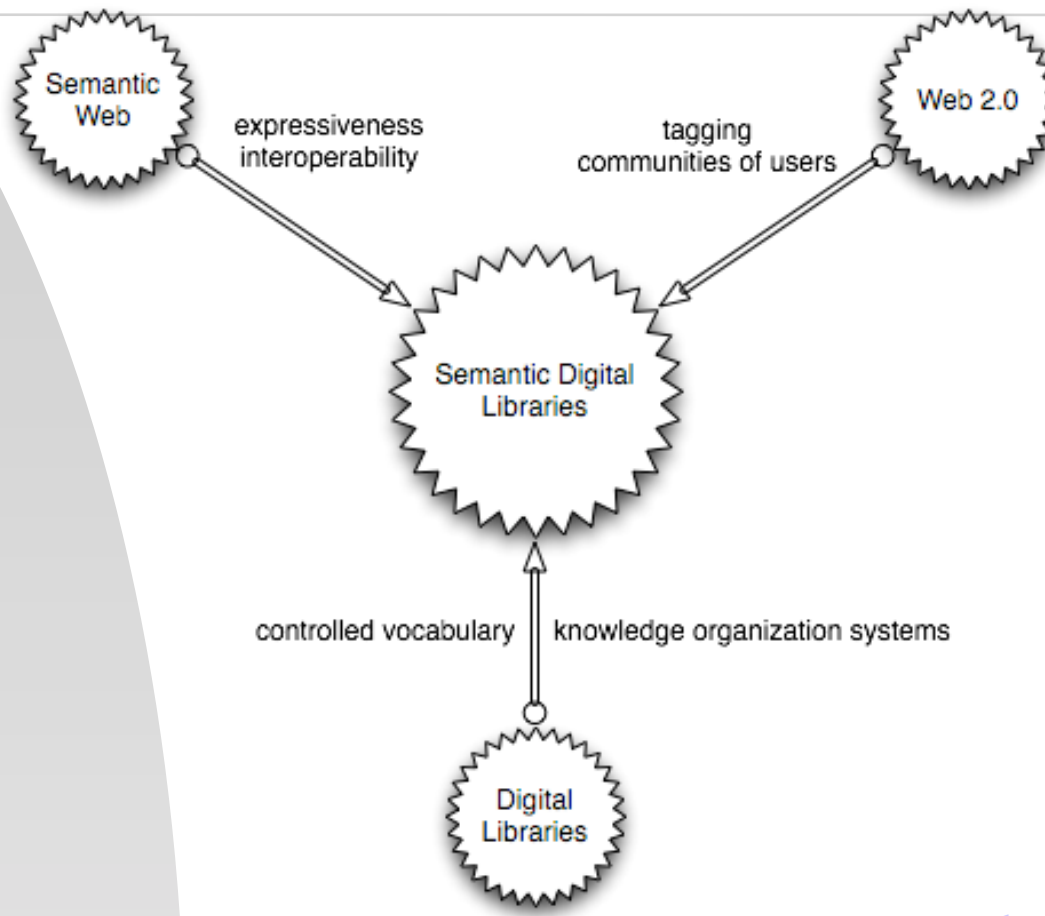 Semantic
Web
expressiveness
interoperability
tagging
communities of users
Web 2.0
Semantic Digital
Libraries
controlled vocabulary
knowledge organization systems
Digital
Libraries